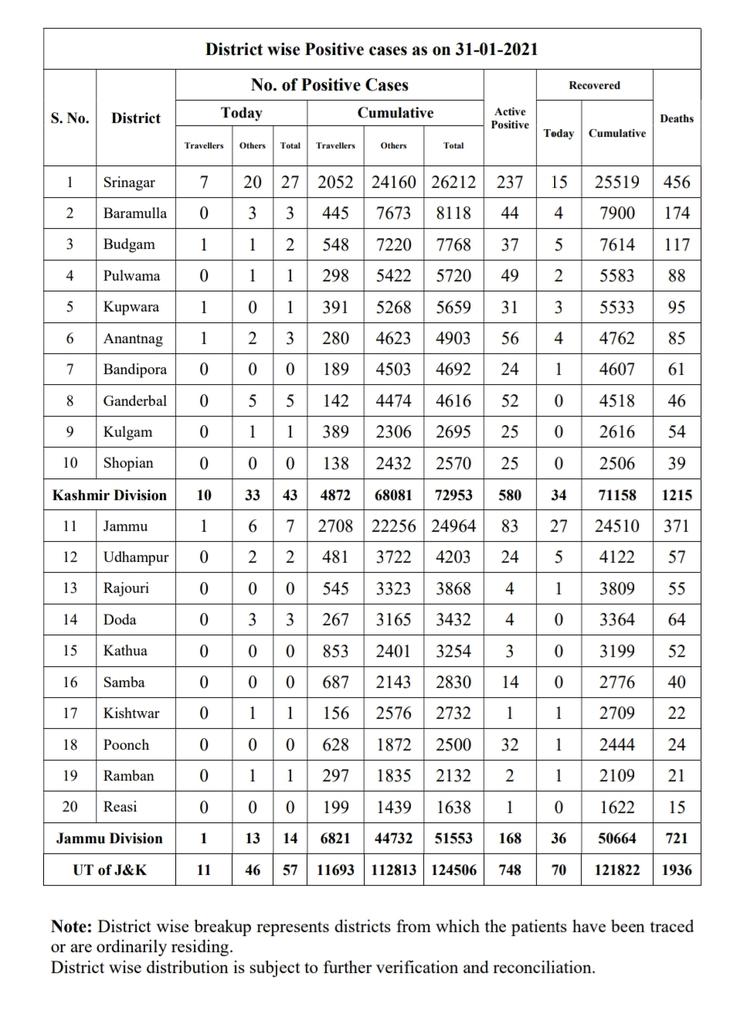 District wise Positive cases as on 31-01-2021
S. No. District No. of Positive Cases Active Positive Recovered Deaths
Today Cumulative Today Cumulative
Travellers Others Total Travellers Others Total
1 Srinagar 7 20 27 2052 24160 26212 237 15 25519 456
2 Baramulla 0 3 3 445 7673 8118 44 4 7900 174
3 Budgam 1 1 2 548 7220 7768 37 5 7614 117
4 Pulwama 0 1 1 298 5422 5720 49 2 5583 88
5 Kupwara 1 0 1 391 5268 5659 31 3 5533 95
6 Anantnag 1 2 3 280 4623 4903 56 4 4762 85
7 Bandipora 0 0 0 189 4503 4692 24 1 4607 61
8 Ganderbal 0 5 5 142 4474 4616 52 0 4518 46
9 Kulgam 0 1 1 389 2306 2695 25 0 2616 54
10 Shopian 0 0 0 138 2432 2570 25 0 2506 39
Kashmir Division 10 33 43 4872 68081 72953 580 34 71158 1215
11 Jammu 1 6 7 2708 22256 24964 83 27 24510 371
12 Udhampur 0 2 2 481 3722 4203 24 5 4122 57
13 Rajouri 0 0 0 545 3323 3868 4 1 3809 55
14 Doda 0 3 3 267 3165 3432 4 0 3364 64
15 Kathua 0 0 0 853 2401 3254 3 0 3199 52
16 Samba 0 0 0 687 2143 2830 14 0 2776 40
17 Kishtwar 0 1 1 156 2576 2732 1 1 2709 22
18 Poonch 0 0 0 628 1872 2500 32 1 2444 24
19 Ramban 0 1 1 297 1835 2132 2 1 2109 21
20 Reasi 0 0 0 199 1439 1638 1 0 1622 15
Jammu Division 1 13 14 6821 44732 51553 168 36 50664 721
UT of J&K 11 46 57 11693 112813 124506 748 70 121822 1936
Note: District wise breakup represents districts from which the patients have been traced
or are ordinarily residing.
District wise distribution is subject to further verification and reconciliation.